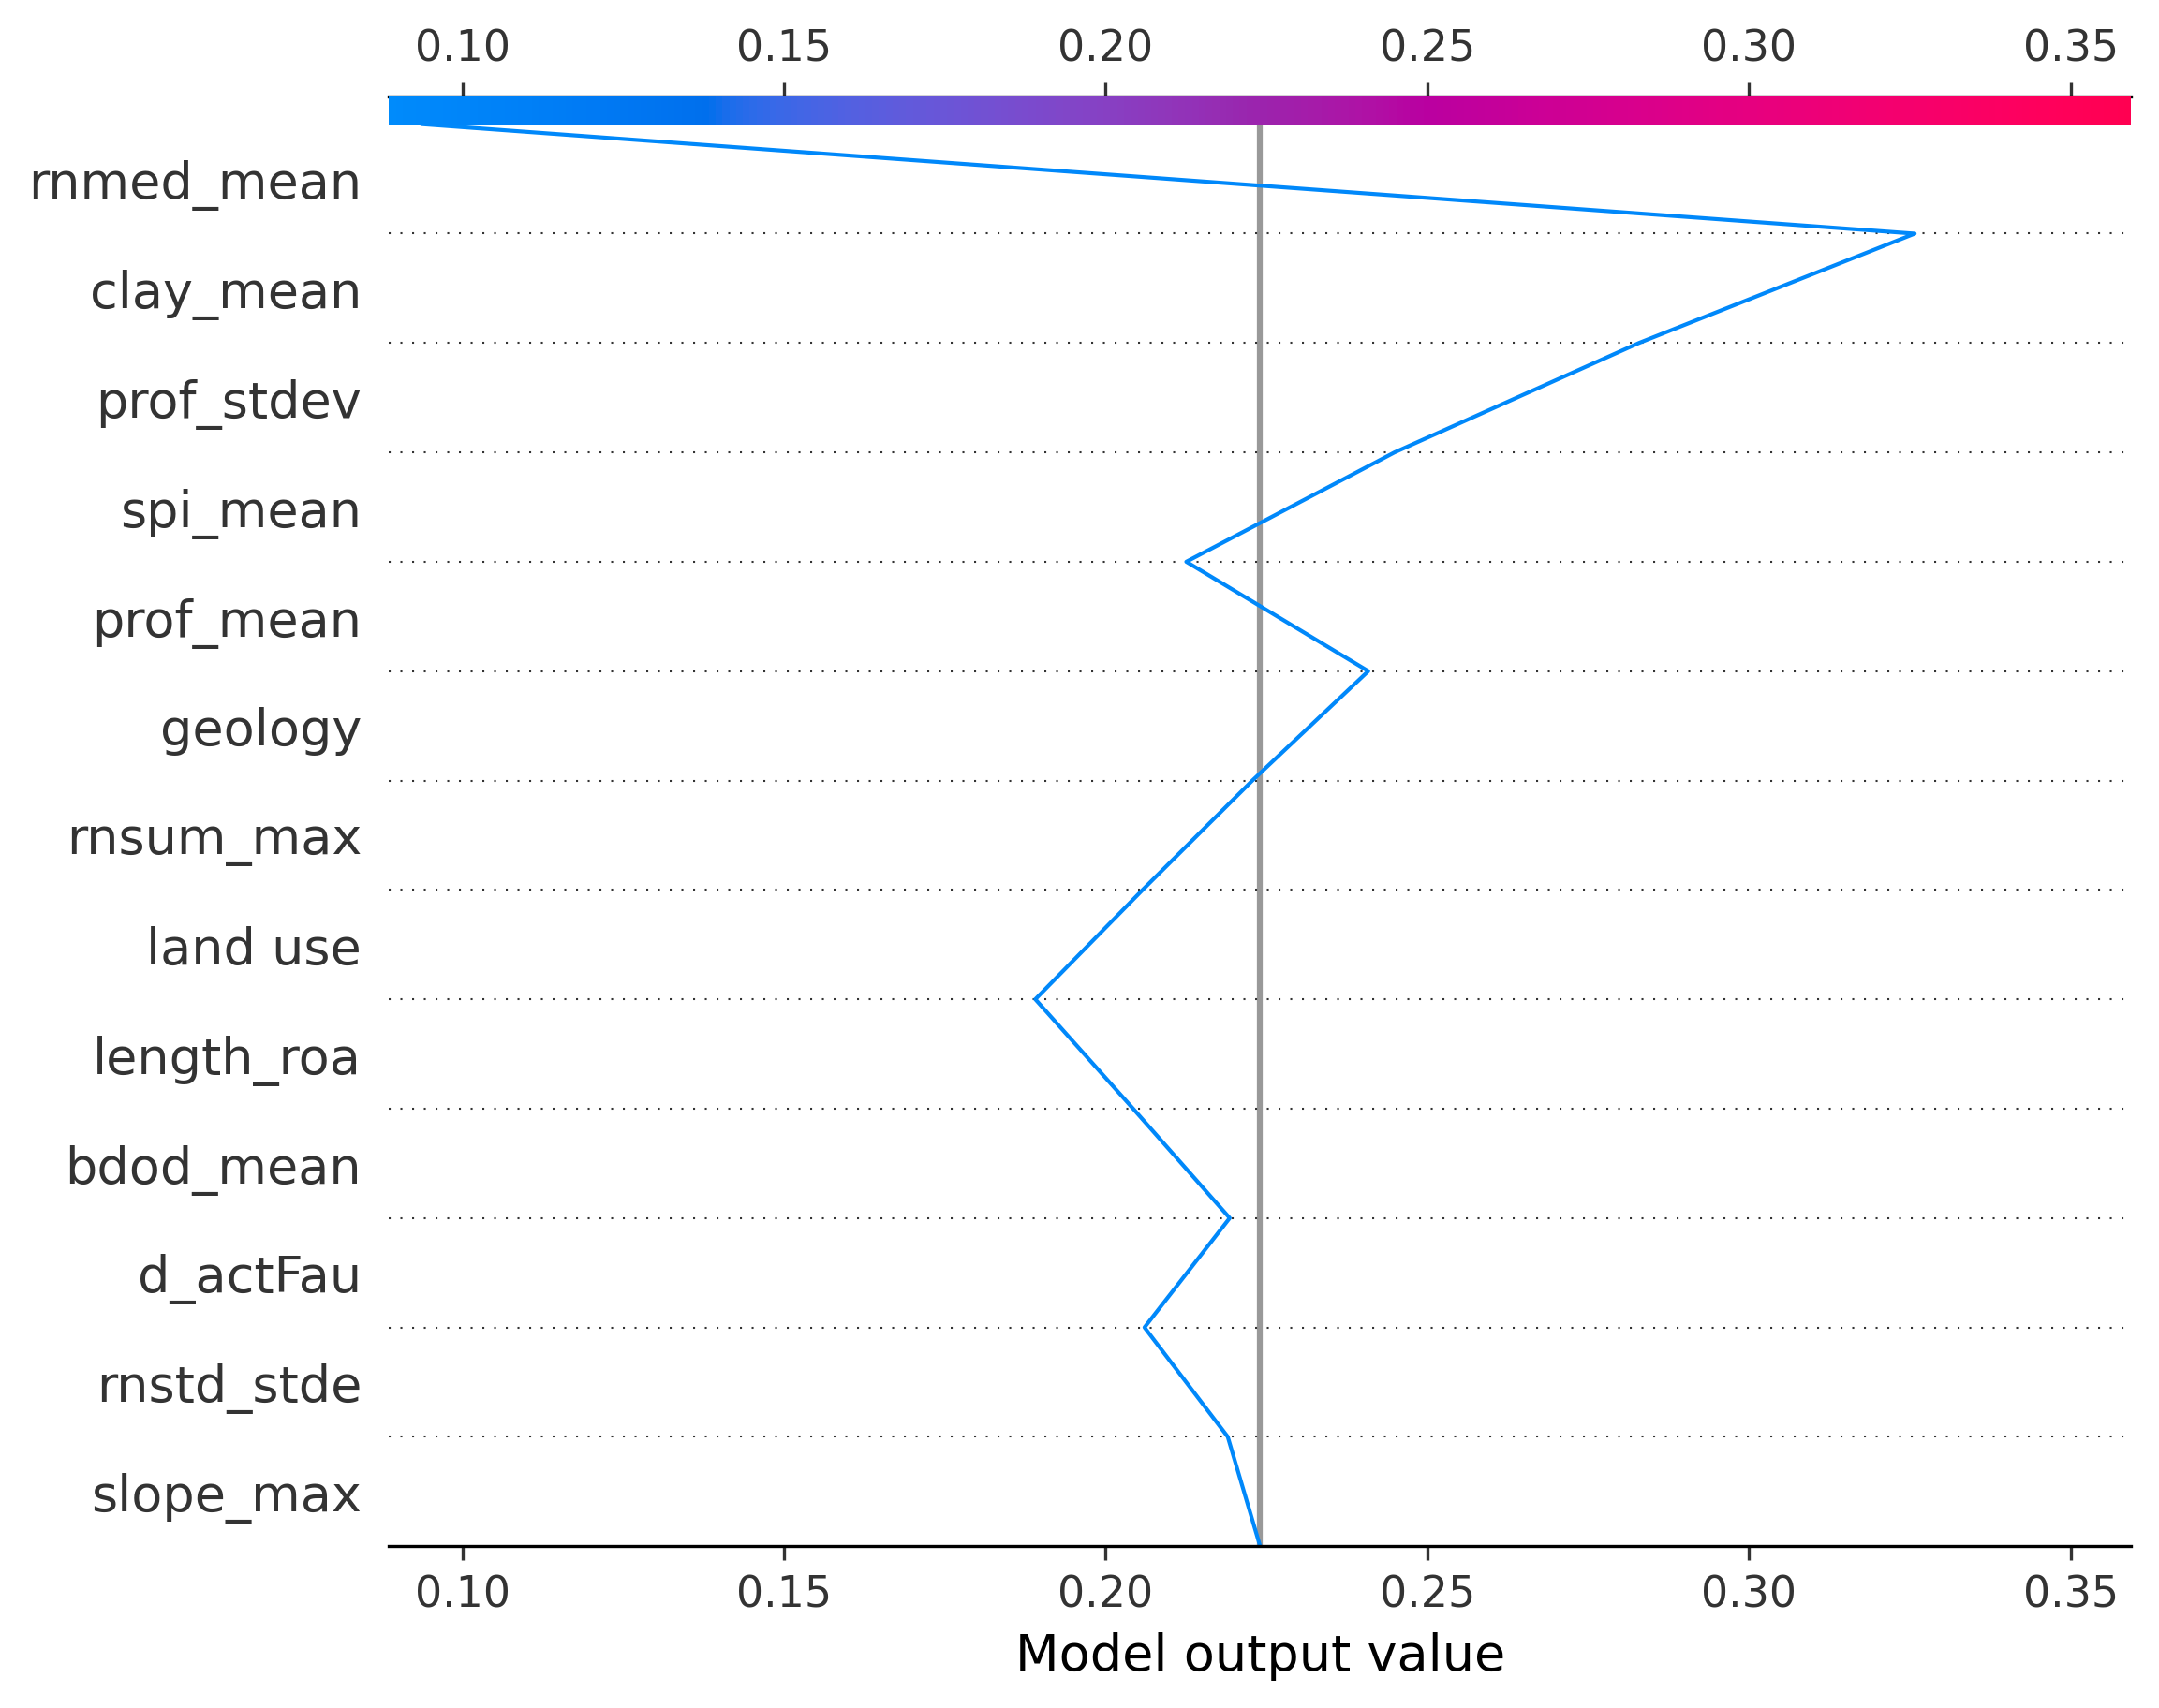 0.10 0.15 0.20 0.25 0.30 0.35
rnmed_mean
clay_mean
prof_stdev
spi_mean
prof_mean
geology
rnsum_max
land use
length_roa
bdod_mean
d_actFau
rnstd_stde
slope_max
0.10 0.15 0.20 0.25 0.30 0.35
Model output value